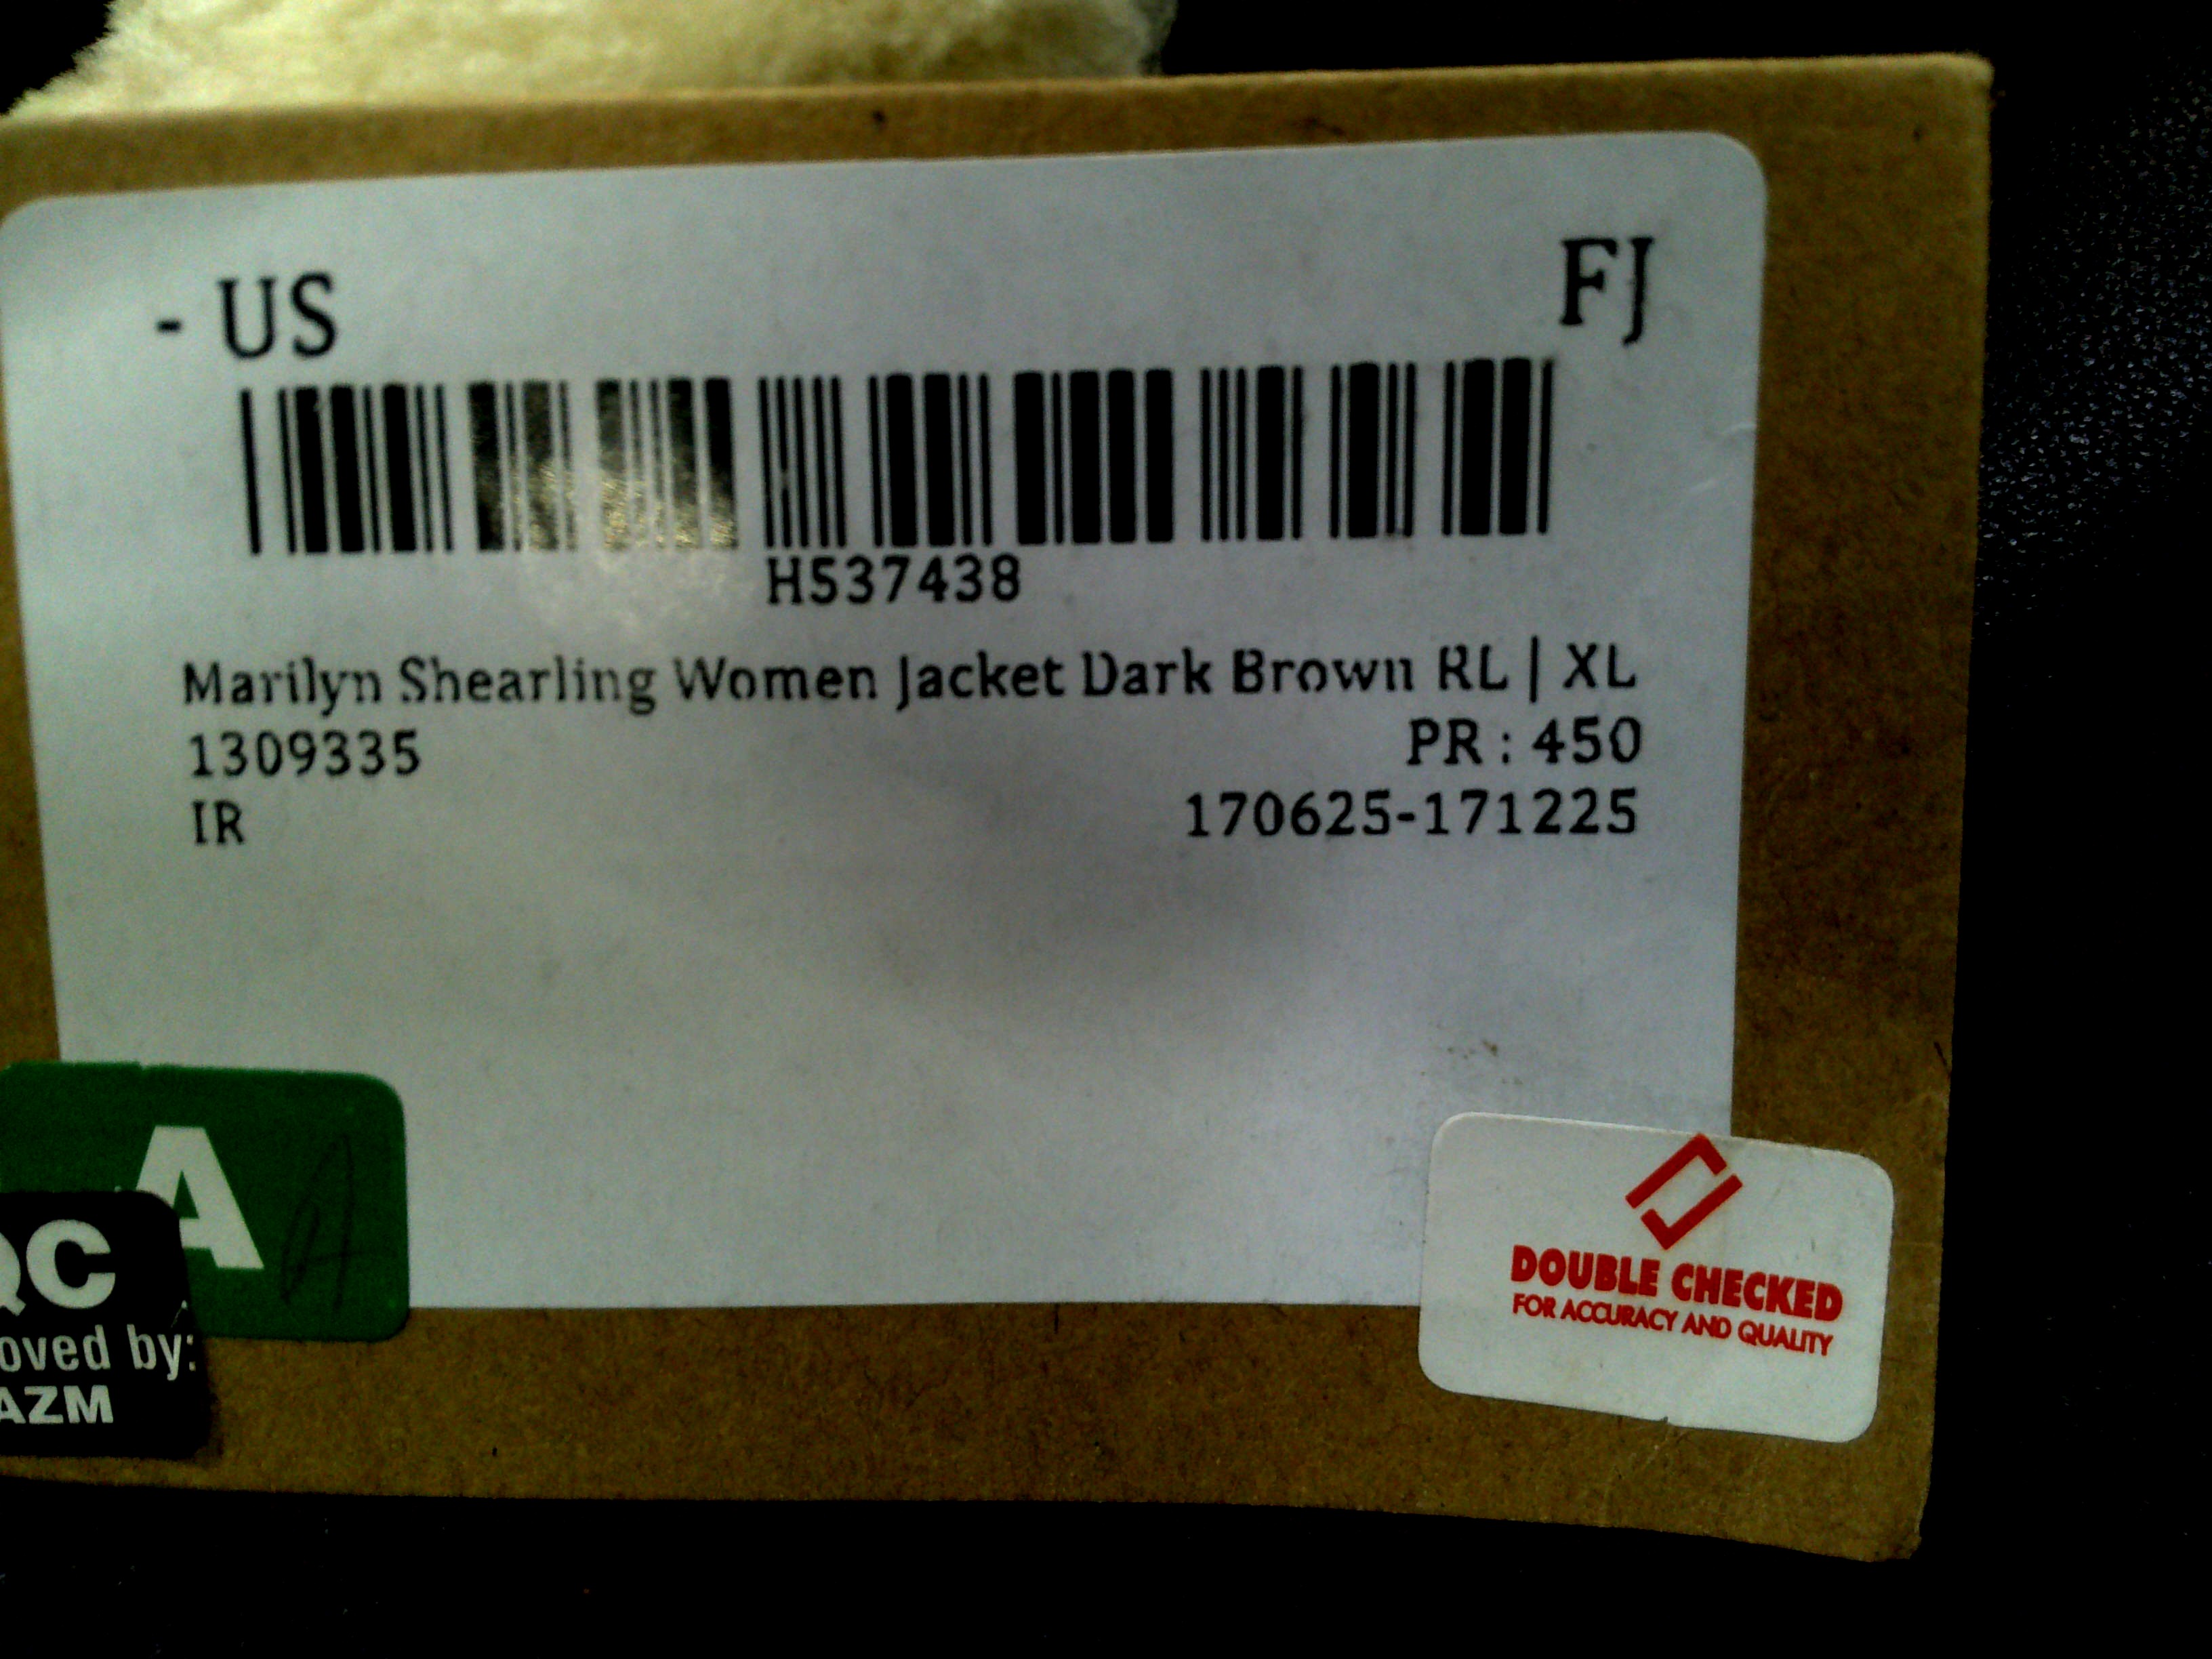 - US
FJ
H537438
Marilyn Shearling Women Jacket Dark Brown RL | XL
1309335
PR : 450
IR
170625-171225
A
QC
oved by:
AZM
DOUBLE CHECKED
FOR ACCURACY AND QUALITY